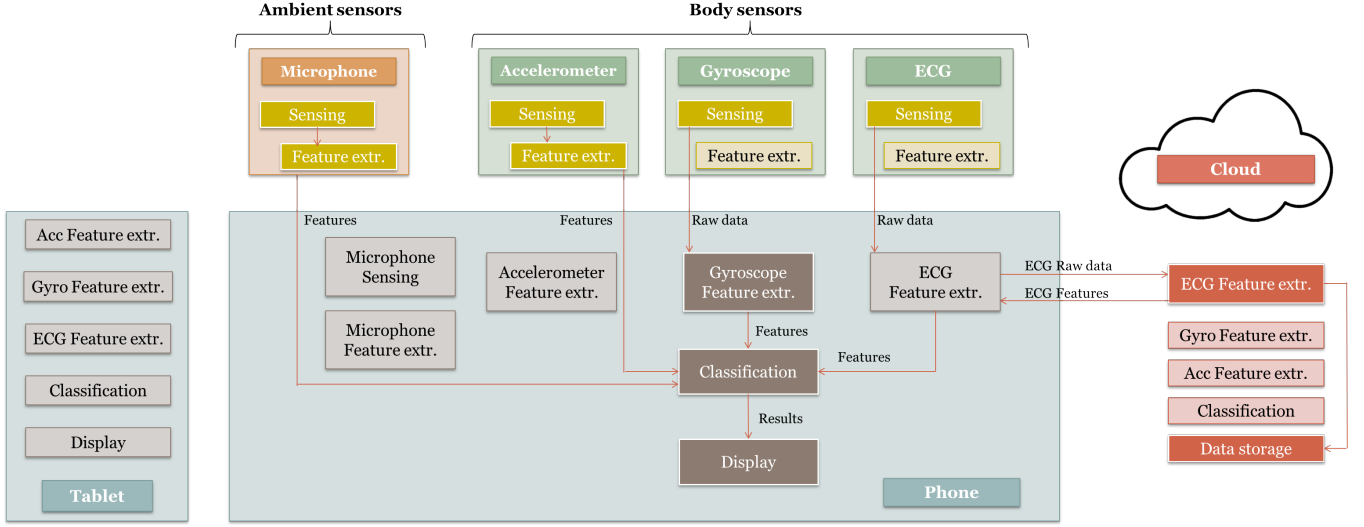 Ambient sensors
Body sensors
Microphone
Sensing
Feature extr.
Accelerometer
Sensing
Feature extr.
Gyroscope
Sensing
Feature extr.
ECG
Sensing
Feature extr.
Cloud
Acc Feature extr.
Gyro Feature extr.
ECG Feature extr.
Classification
Display
Tablet
Features
Features
Raw data
Raw data
Microphone
Sensing
Microphone
Feature extr.
Accelerometer
Feature extr.
Gyroscope
Feature extr.
ECG
Feature extr.
Features
Features
Classification
Results
Display
Phone
ECG Raw data
ECG Features
ECG Feature extr.
Gyro Feature extr.
Acc Feature extr.
Classification
Data storage